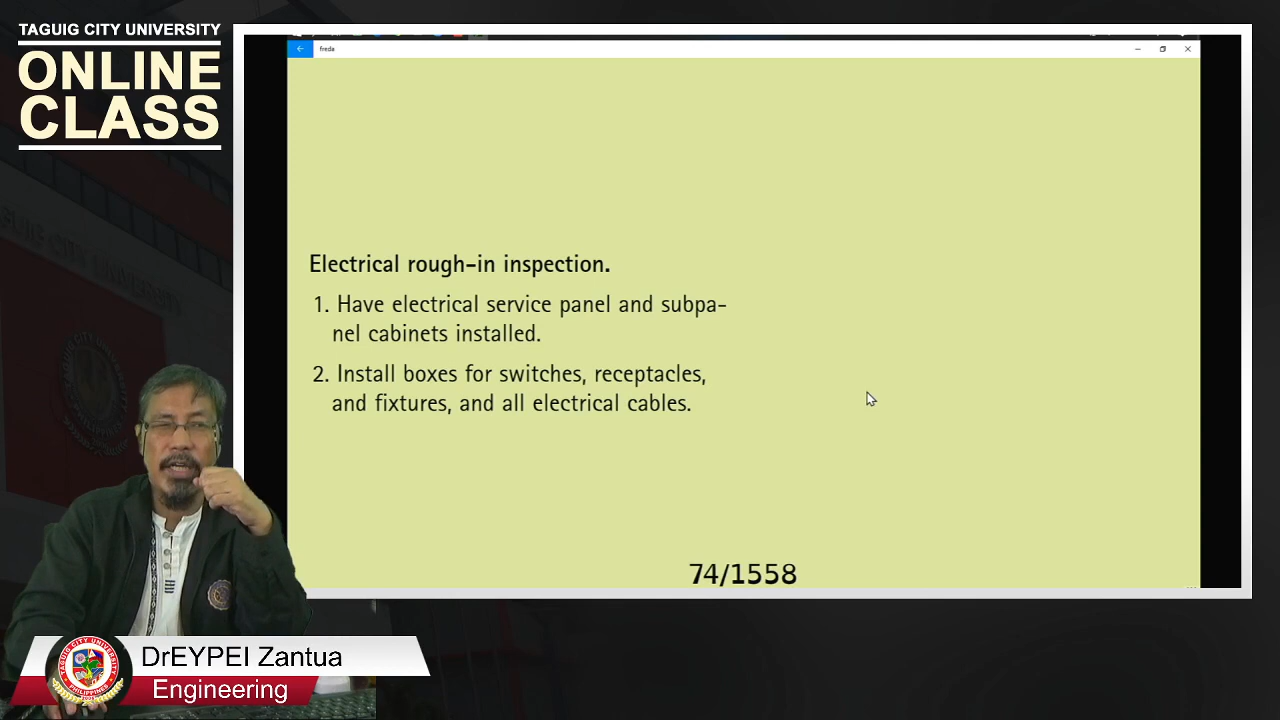 TAGUIG CITY UNIVERSITY
ONLINE
CLASS
freda
Electrical rough-in inspection.
1. Have electrical service panel and subpa-
nel cabinets installed.
2. Install boxes for switches, receptacles,
and fixtures, and all electrical cables.
74/1558
DrEYPEI Zantua
Engineering